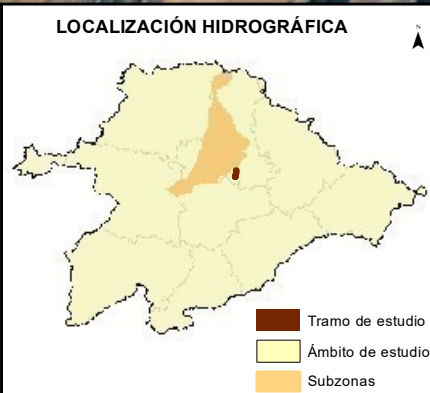 LOCALIZACIÓN HIDROGRÁFICA
N
Tramo de estudio
Ámbito de estudio
Subzonas